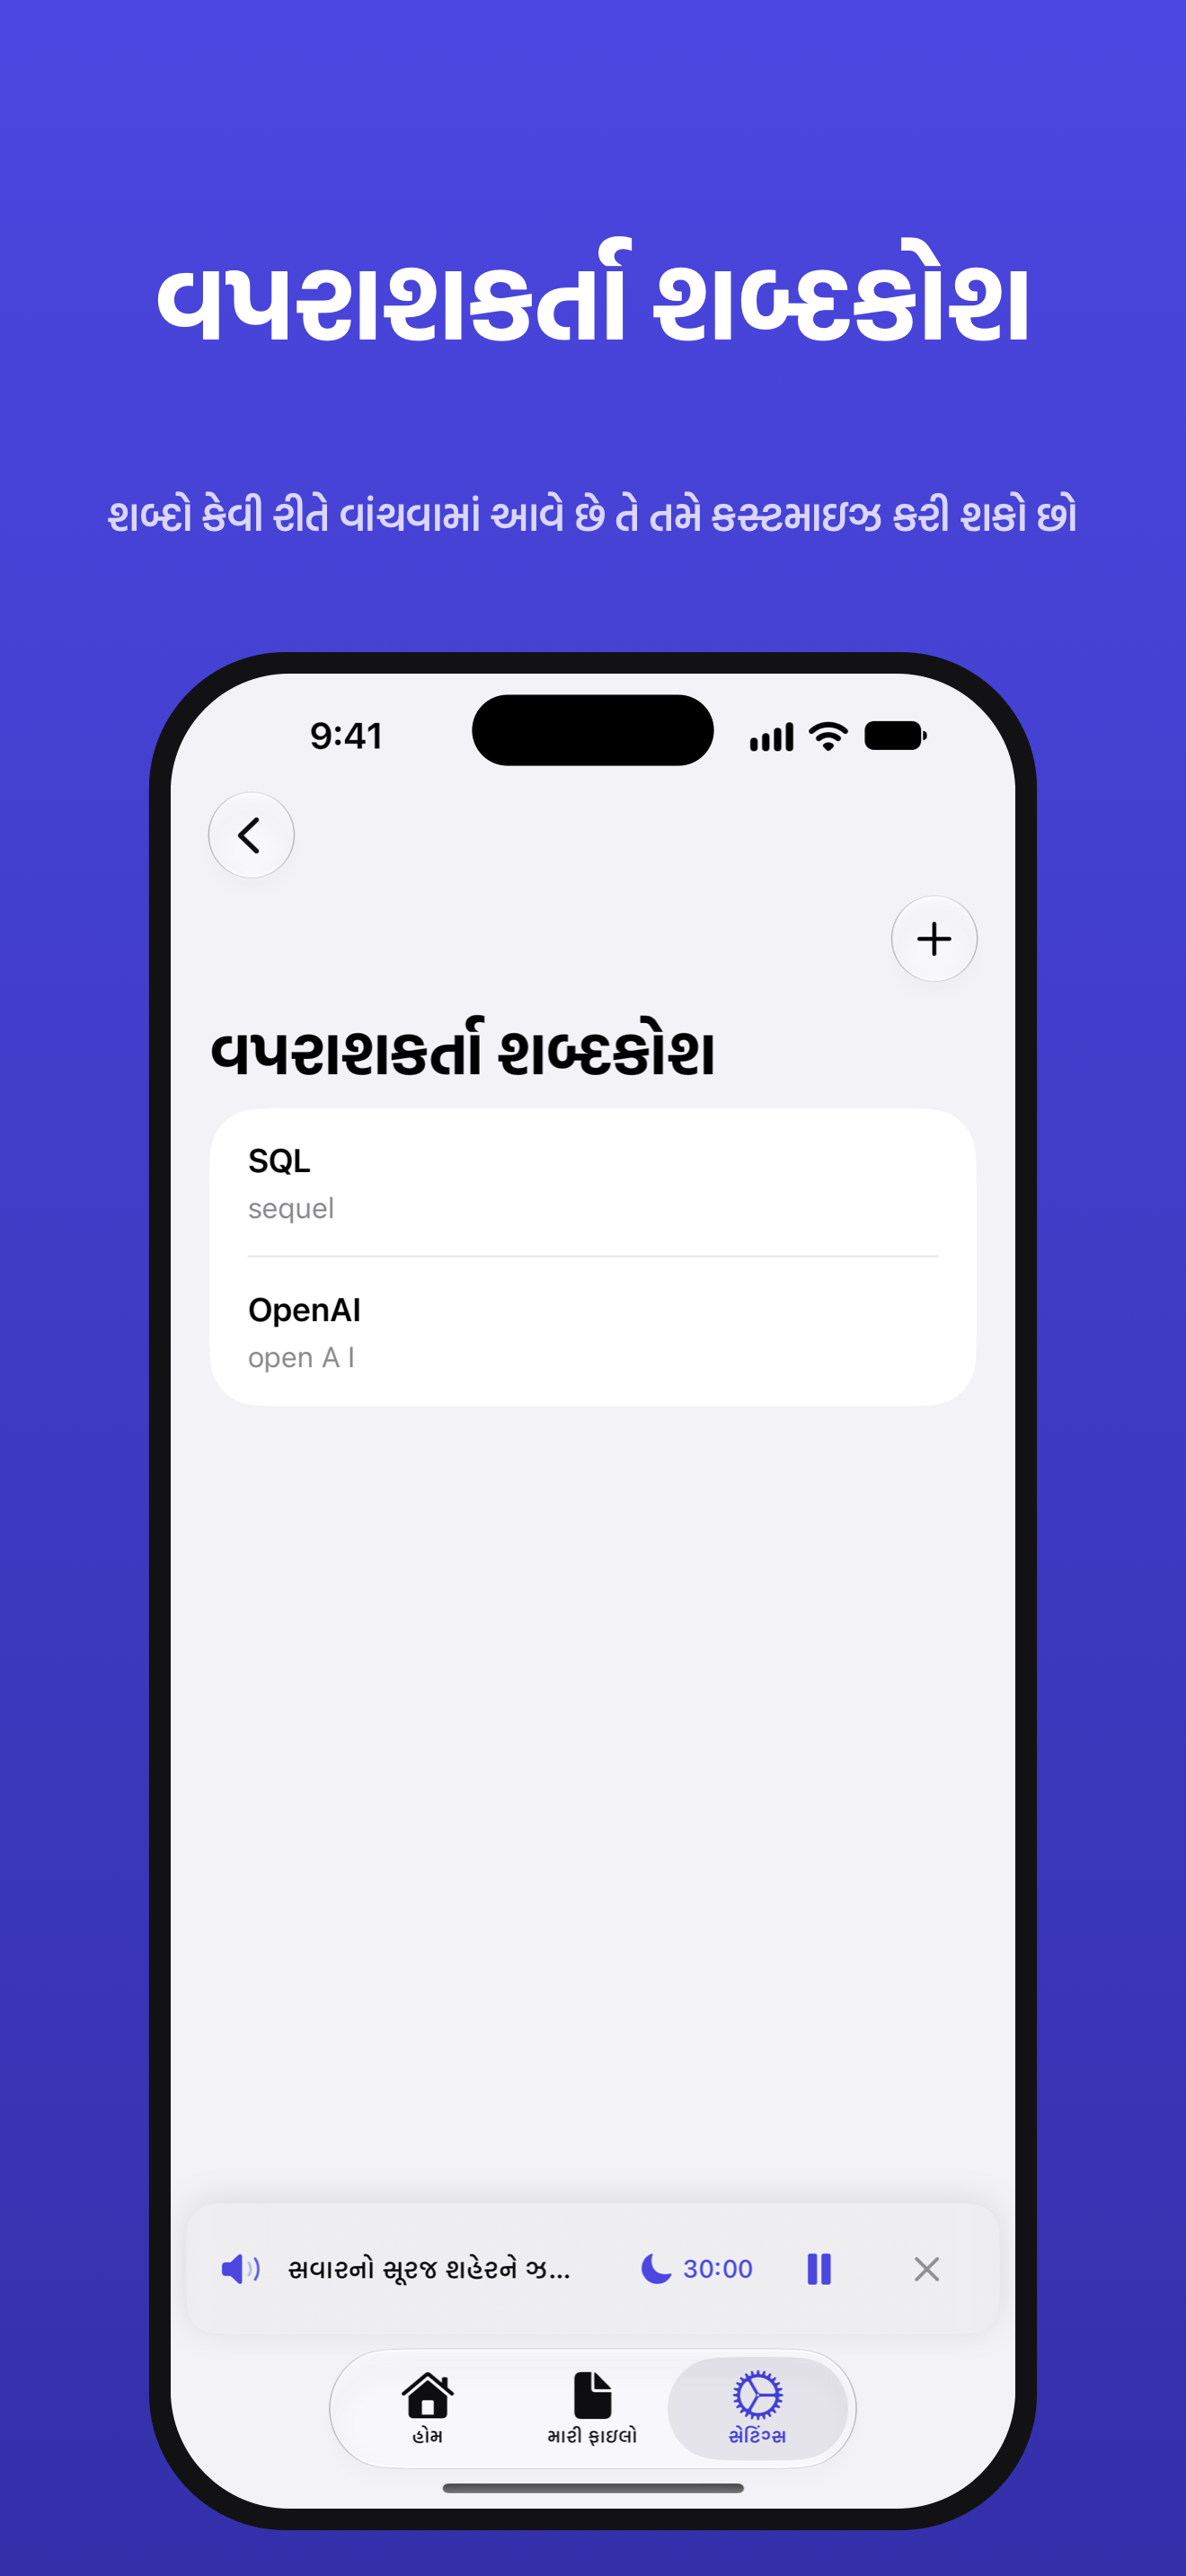 વપરાશકર્તા શબ્દકોશ
શબ્દો કેવી રીતે વાંચવામાં આવે છે તે તમે કસ્ટમાઇઝ કરી શકો છો
9:41
વપરાશકર્તા શબ્દકોશ
SQL
sequel
OpenAI
open A I
સવારનો સૂરજ શહેરને ઝ... 30:00
હોમ મારી ફાઇલો સેટિંગ્સ